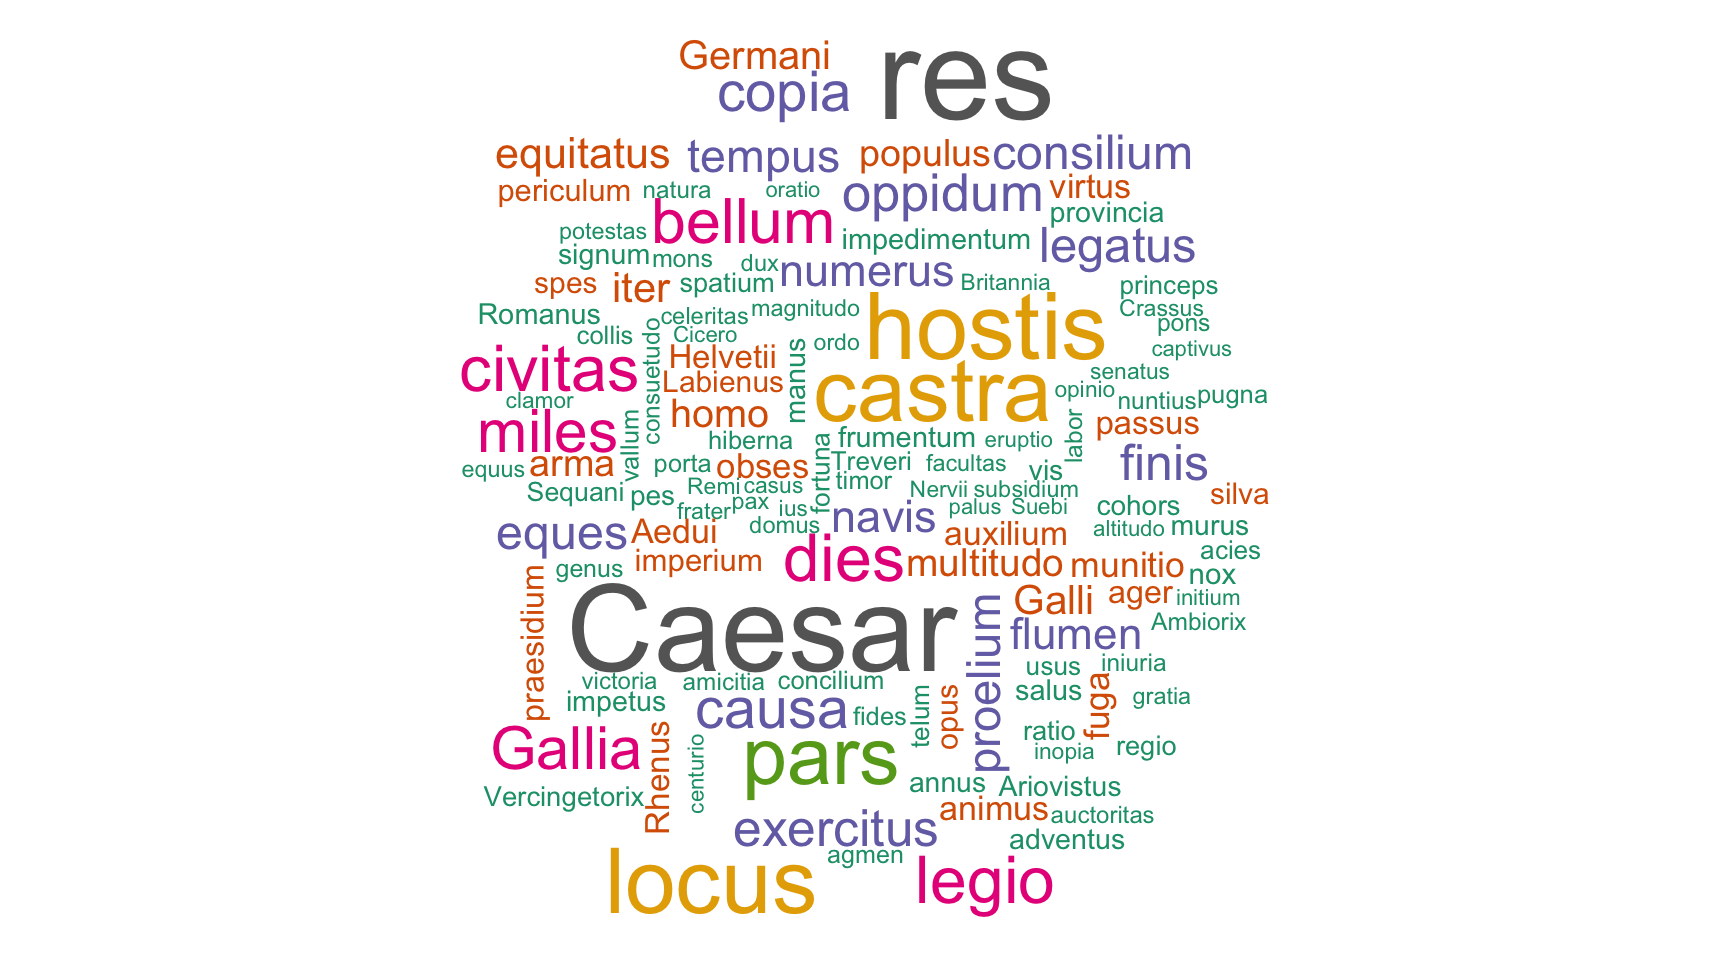 Germani
res
copia
equitatus tempus populus consilium
periculum natura oratio oppidum virtus
bellum provincia
potestas impedimentum legatus
signum mons dux numerus
spes iter spatium Britannia princeps
Romanus celeritas magnitudo hostis Crassus
collis consuetudo Cicero ordo pons
civitas Helvetii manus captivus
Labienus castra senatus
clamor opinio nuntius pugna
miles homo labor passus
vallum hiberna frumentum eruptio
equus arma porta obses fortuna Treveri facultas vis finis
Sequani pes Remi casus timor Nervii subsidium silva
frater pax ius navis palus Suebi cohors
eques Aedui domus auxilium altitudo murus
imperium dies multitudo munitio acies
genus nox
praesidium Caesar proelium Galli ager initium
flumen Ambiorix
usus iniuria
victoria amicitia concilium salus fuga gratia
impetus causa fides telum opus
Gallia Rhenus centurio pars ratio
inopia regio
Vercingetorix annus Ariovistus
animus auctoritas
exercitus adventus
agmen
locus legio